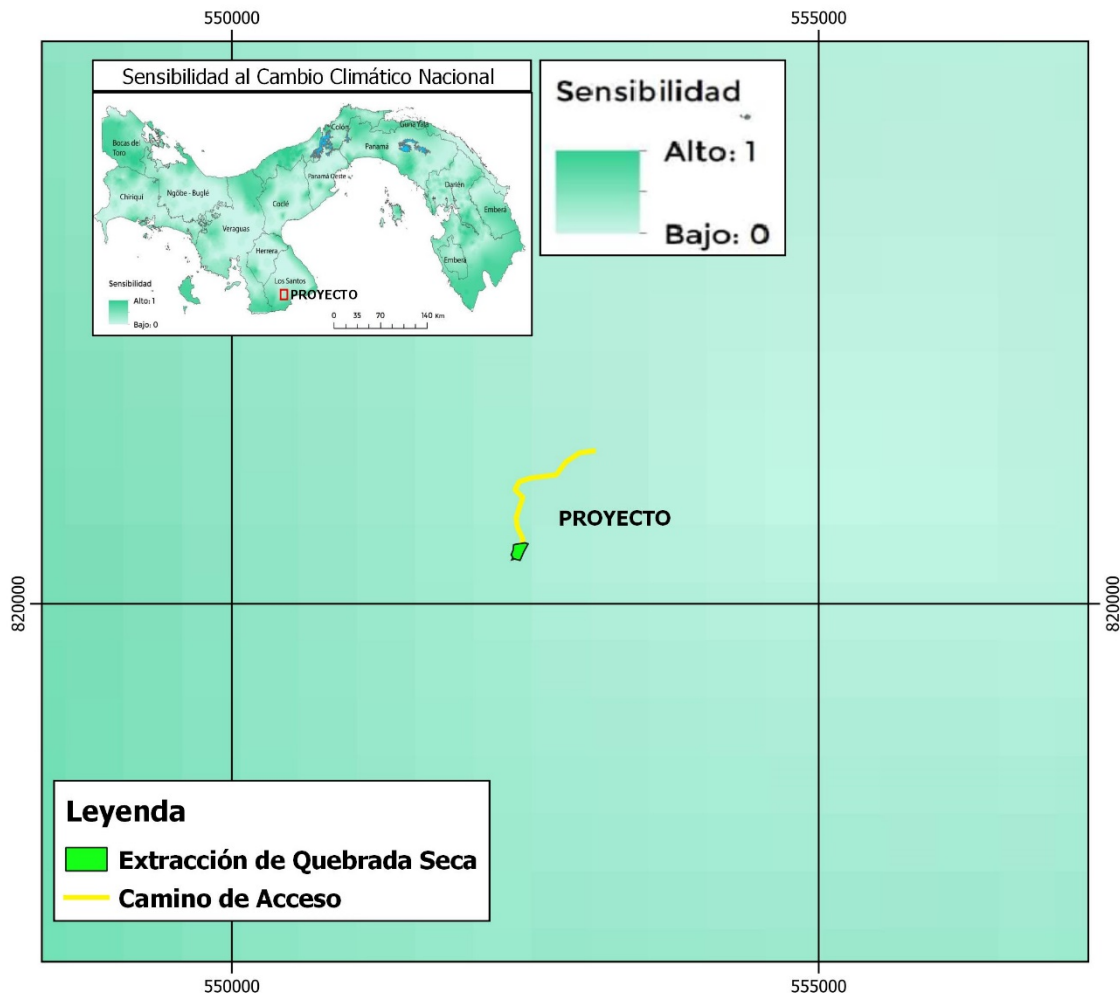 550000
555000
Sensibilidad al Cambio Climático Nacional
Bocas del
Toro
Chiriquí
Ngöbe - Buglé
Veraguas
Herrera
Los Santos
Coclé
Colón
Panamá Oeste
Panamá
Guna Yala
Darién
Emberá
Emberá
PROYECTO
Sensibilidad
Alto: 1
Bajo: 0
0 35 70 140 Km
Sensibilidad
Alto: 1
Bajo: 0
PROYECTO
820000
820000
Leyenda
Extracción de Quebrada Seca
Camino de Acceso
550000
555000